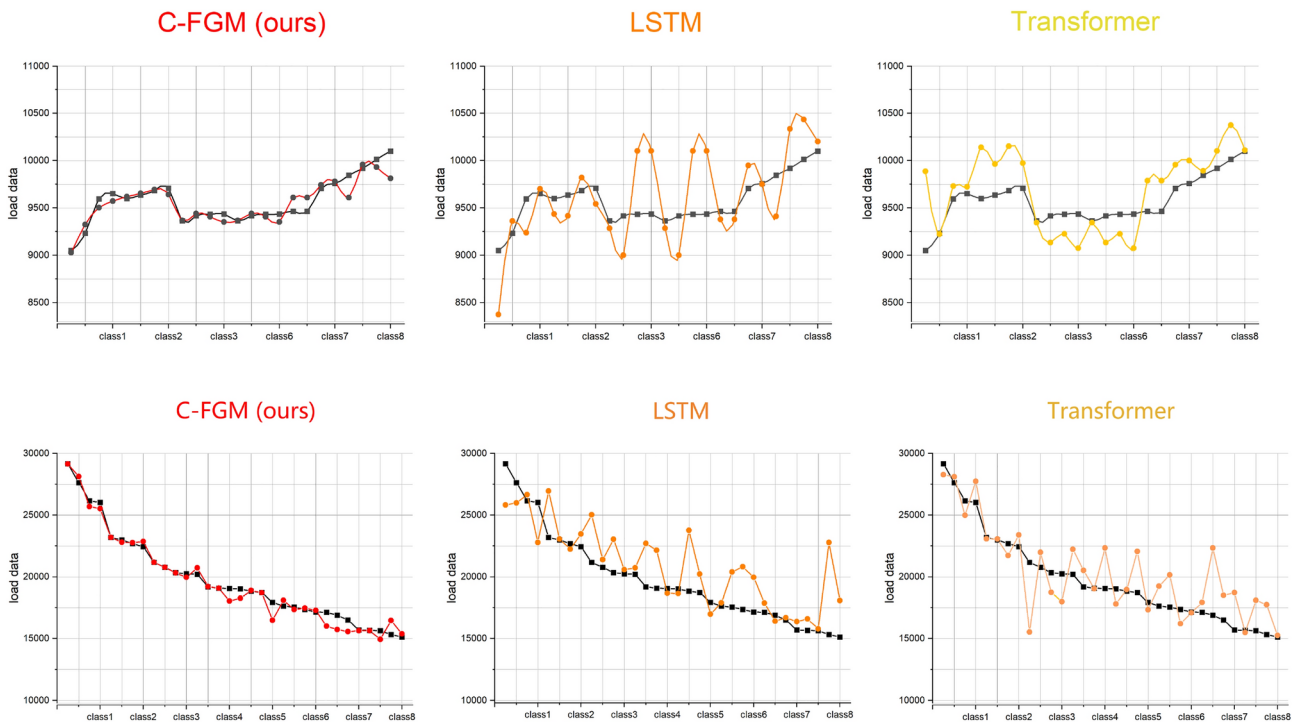 C-FGM (ours)
LSTM
Transformer
11000
10500
10000
9500
9000
8500
load data
class1 class2 class3 class6 class7 class8
11000
10500
10000
9500
9000
8500
load data
class1 class2 class3 class6 class7 class8
11000
10500
10000
9500
9000
8500
load data
class1 class2 class3 class6 class7 class8
C-FGM (ours)
LSTM
Transformer
30000
25000
20000
15000
10000
load data
class1 class2 class3 class4 class5 class6 class7 class8
30000
25000
20000
15000
10000
load data
class1 class2 class3 class4 class5 class6 class7 class8
30000
25000
20000
15000
10000
load data
class1 class2 class3 class4 class5 class6 class7 class8